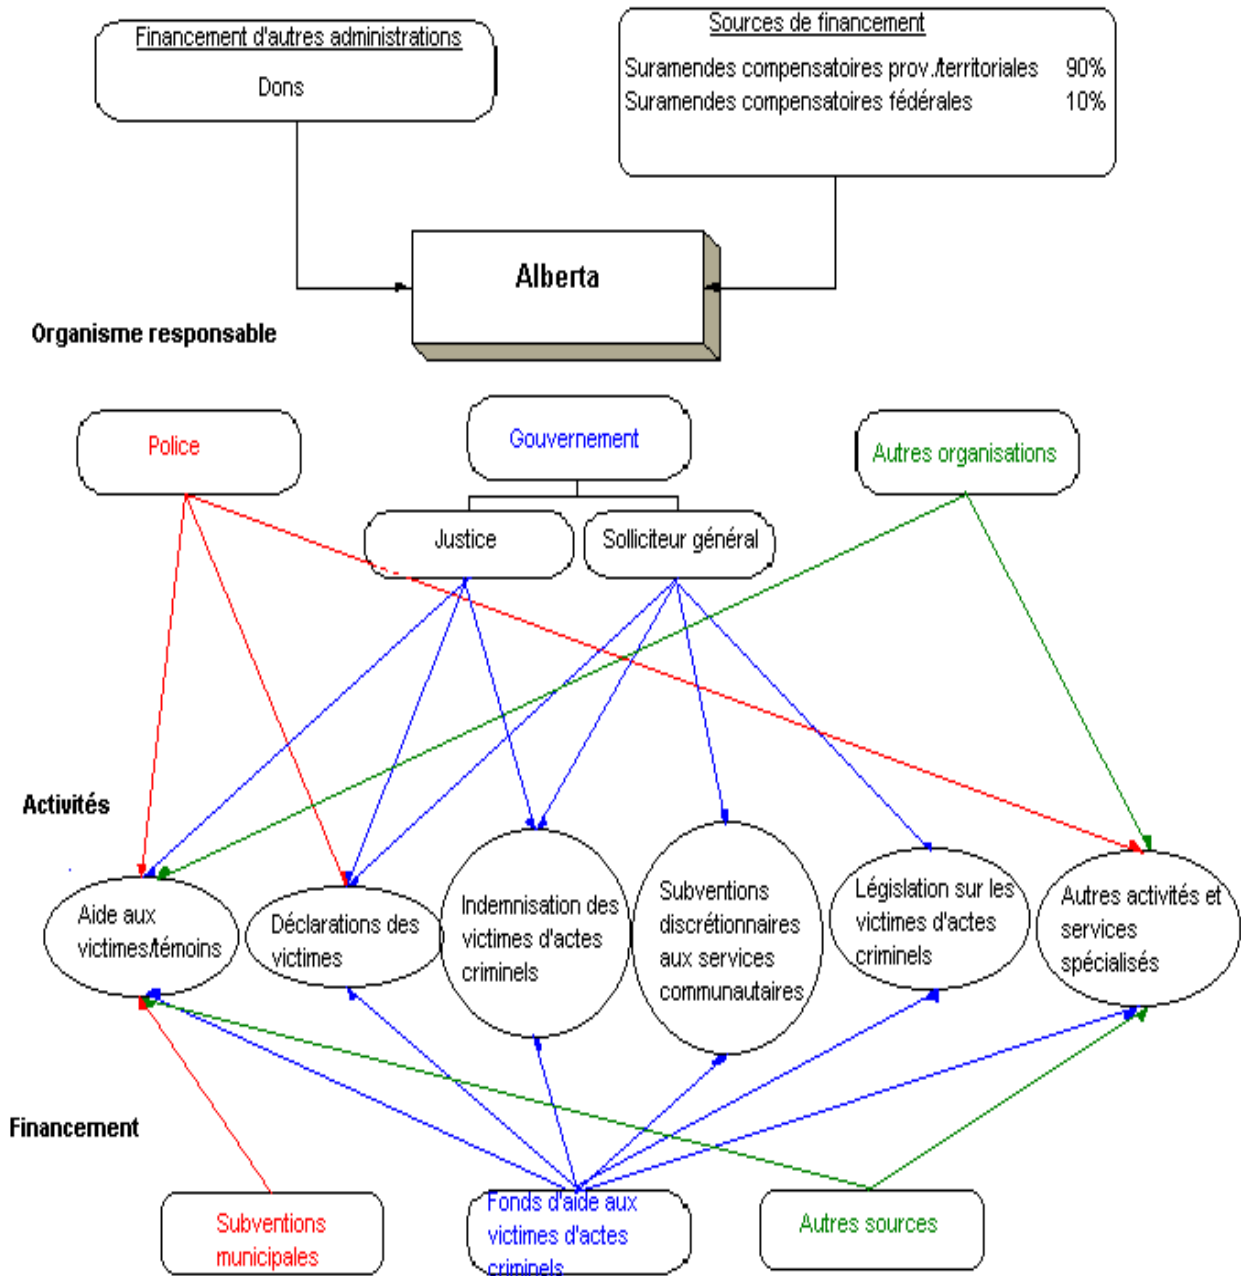 Financement d'autres administrations
Dons
Sources de financement
Suramendes compensatoires prov./territoriales 90%
Suramendes compensatoires fédérales 10%
Alberta
Organisme responsable
Police
Gouvernement
Autres organisations
Justice
Solliciteur général
Activités
Aide aux
victimes/témoins
Déclarations des
victimes
Indemnisation des
victimes d'actes
criminels
Subventions
discrétionnaires
aux services
communautaires
Législation sur les
victimes d'actes
criminels
Autres activités et
services
spécialisés
Financement
Subventions
municipales
Fonds d'aide aux
victimes d'actes
criminels
Autres sources